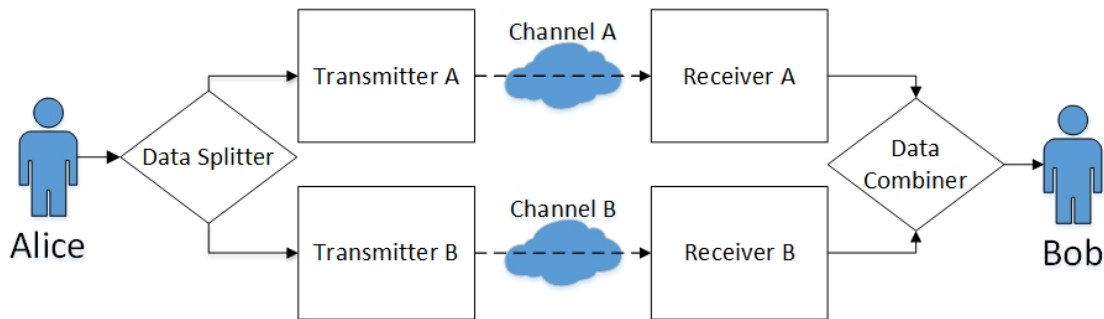 Channel A
Transmitter A
Receiver A
Alice
Data Splitter
Data
Combiner
Bob
Channel B
Transmitter B
Receiver B